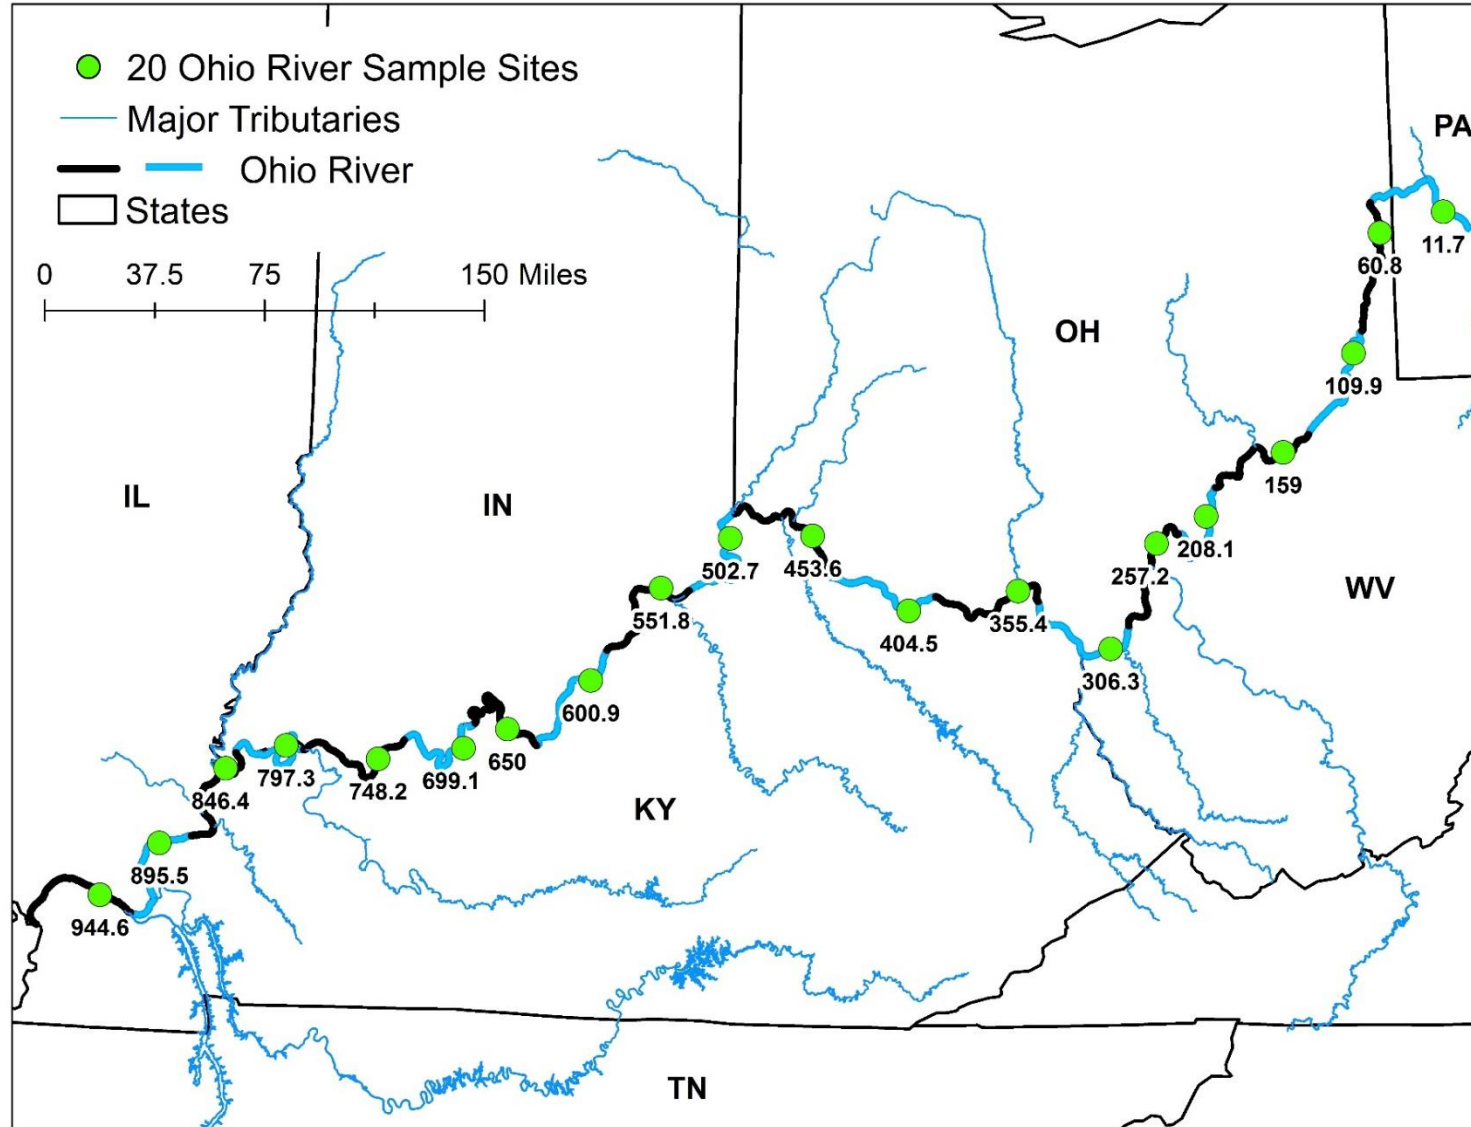 20 Ohio River Sample Sites
Major Tributaries
Ohio River
States
0 37.5 75 150 Miles
PA
11.7
60.8
OH
109.9
IL
IN
159
502.7
453.6
208.1
257.2
WV
551.8
404.5
355.4
306.3
600.9
650
699.1
797.3
748.2
846.4
KY
895.5
944.6
TN